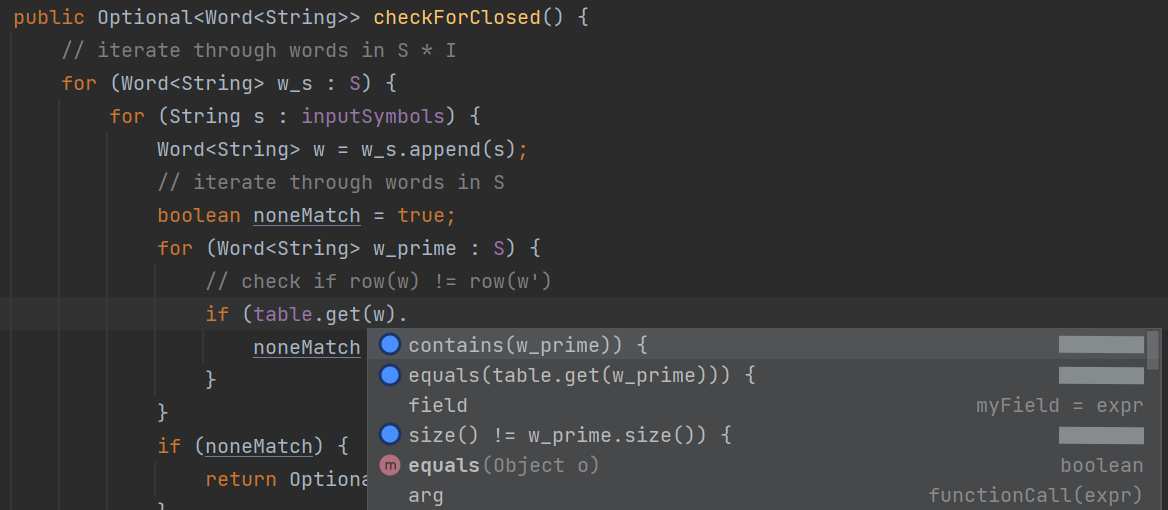 public Optional<Word<String>> checkForClosed() {
// iterate through words in S * I
for (Word<String> w_s : S) {
for (String s : inputSymbols) {
Word<String> w = w_s.append(s);
// iterate through words in S
boolean noneMatch = true;
for (Word<String> w_prime : S) {
// check if row(w) != row(w')
if (table.get(w).
noneMatch contains(w_prime)) {
} equals(table.get(w_prime))) {
} field myField = expr
if (noneMatch) { size() != w_prime.size()) {
m equals(Object o) boolean
return Optiona
arg functionCall(expr)
}